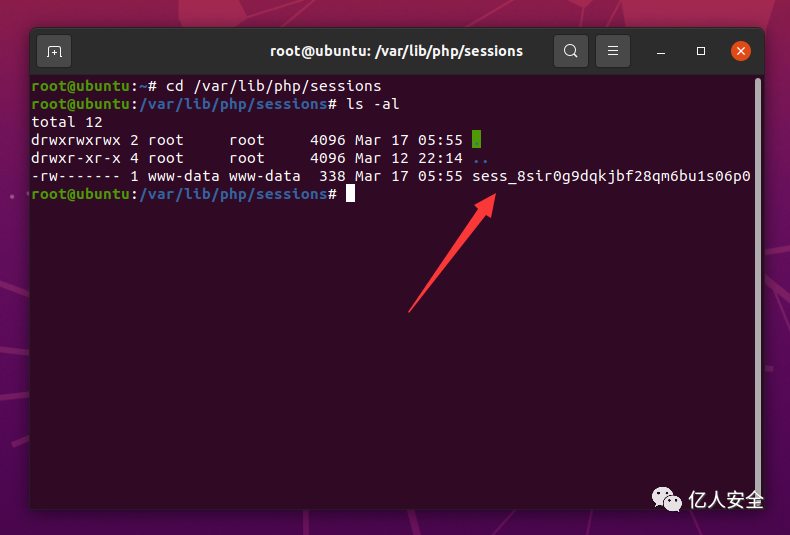 root@ubuntu: /var/lib/php/sessions
root@ubuntu:~# cd /var/lib/php/sessions
root@ubuntu:/var/lib/php/sessions# ls -al
total 12
drwxrwxrwx 2 root root 4096 Mar 17 05:55 .
drwxr-xr-x 4 root root 4096 Mar 12 22:14 ..
-rw------- 1 www-data www-data 338 Mar 17 05:55 sess_8sir0g9dqkjbf28qm6bu1s06p0
root@ubuntu:/var/lib/php/sessions#
亿人安全